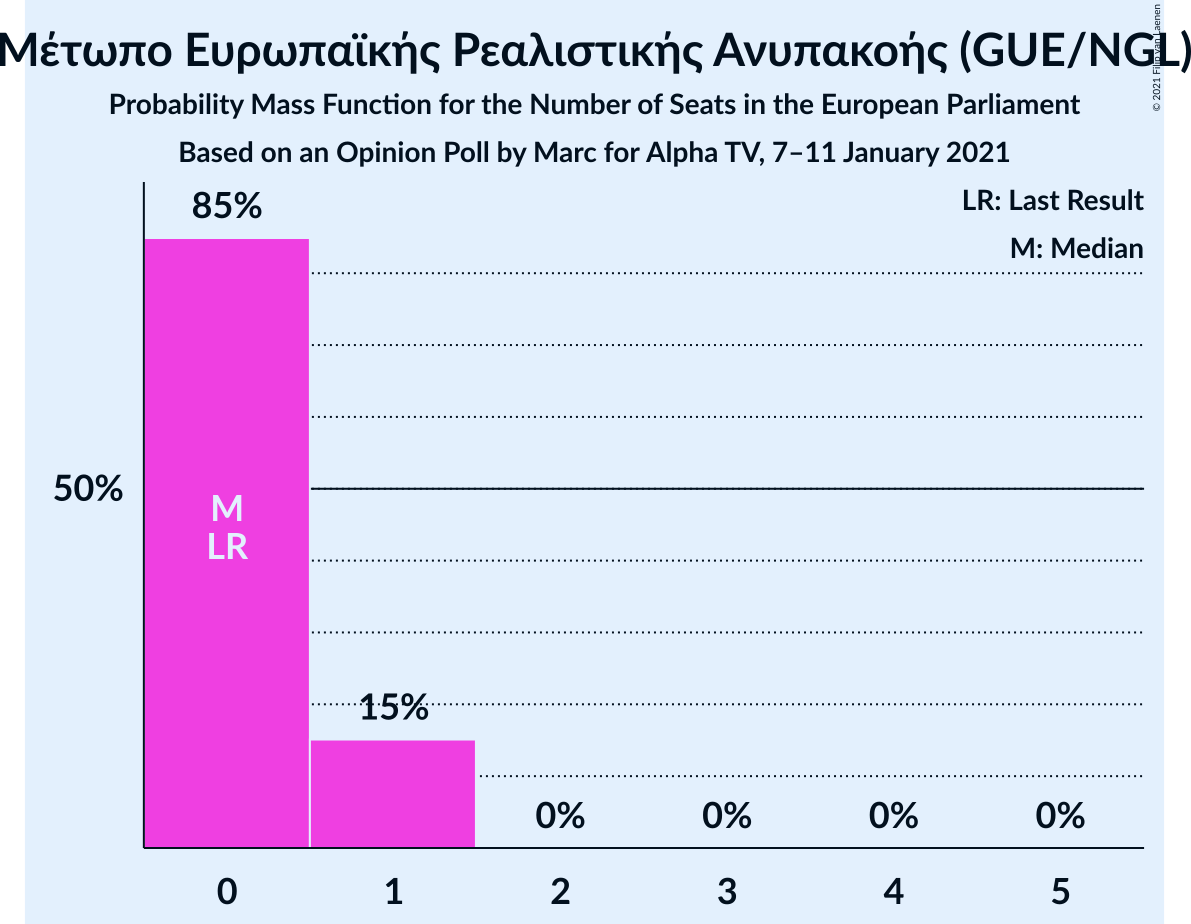 Μέτωπο Ευρωπαϊκής Ρεαλιστικής Ανυπακοής (GUE/NGL)
© 2021 Filip van Laenen
Probability Mass Function for the Number of Seats in the European Parliament
Based on an Opinion Poll by Marc for Alpha TV, 7–11 January 2021
LR: Last Result
M: Median
85%
50%
M
LR
15%
0% 0% 0% 0%
0 1 2 3 4 5